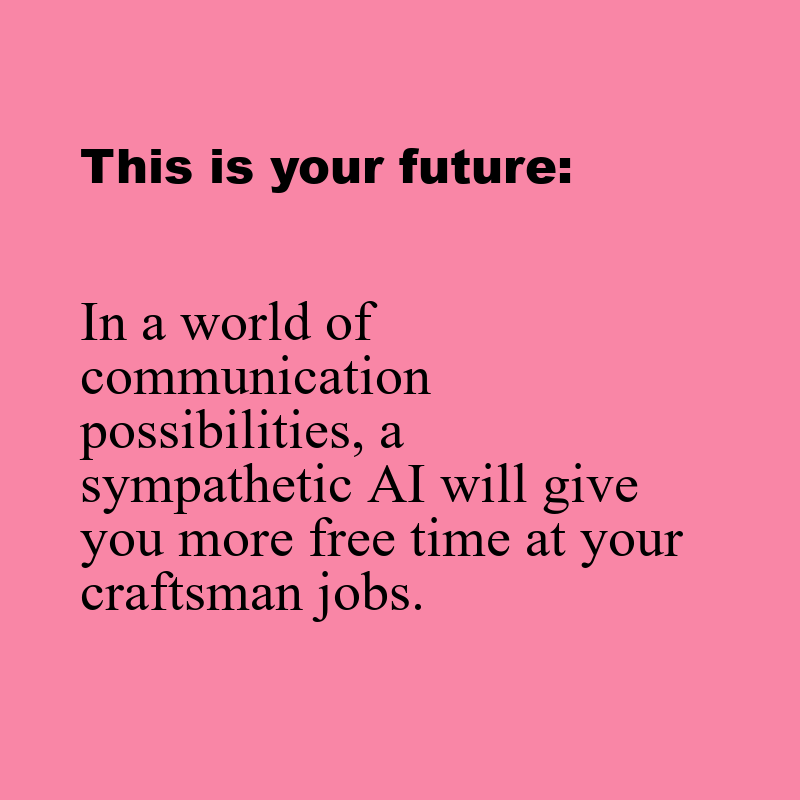 This is your future:
In a world of
communication
possibilities, a
sympathetic AI will give
you more free time at your
craftsman jobs.